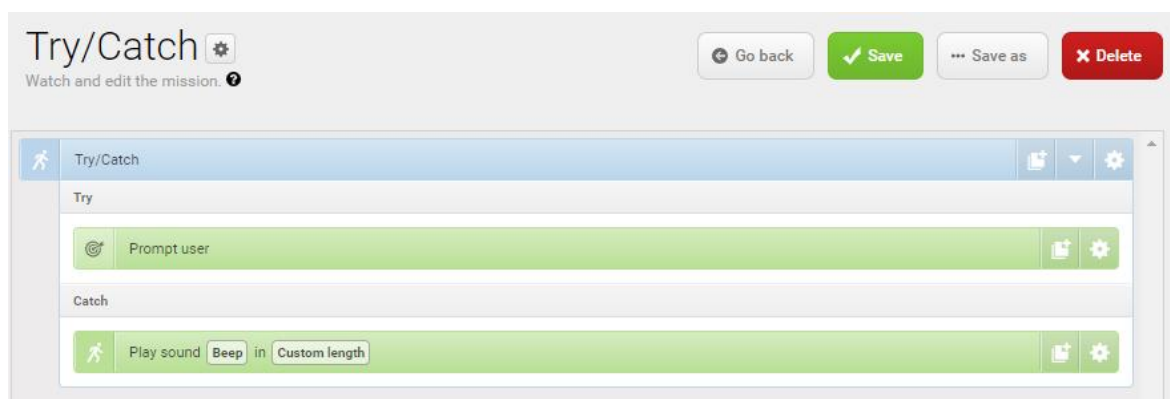 Try/Catch
Go back
Save
Save as
Delete
Watch and edit the mission.
Try/Catch
Try
Prompt user
Catch
Play sound Beep in Custom length